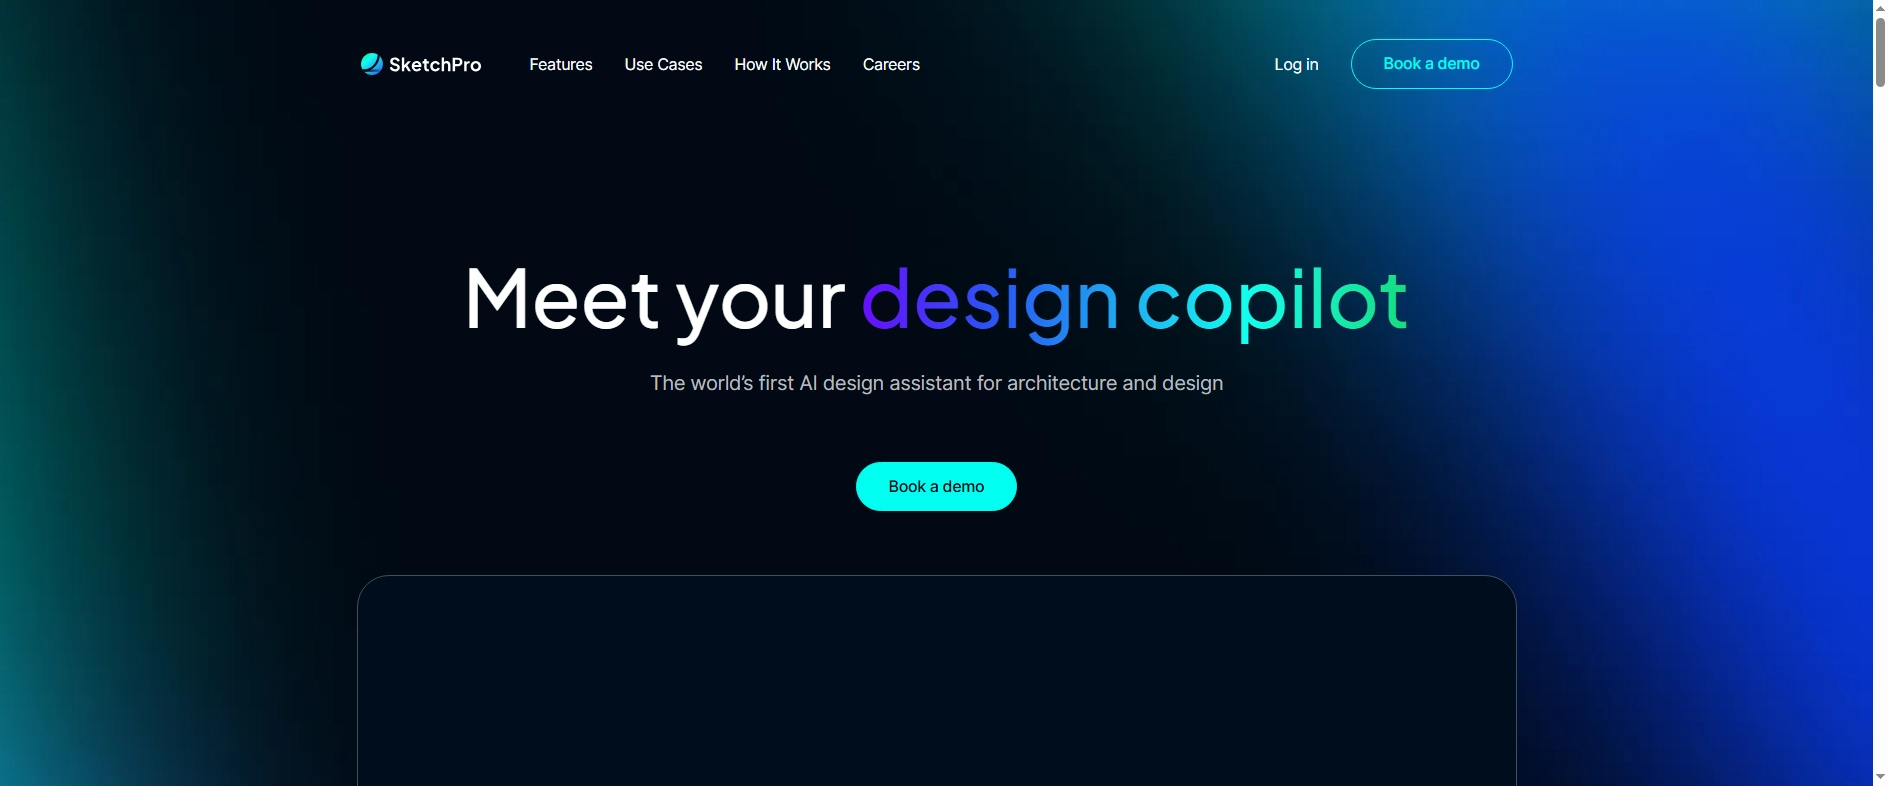 SketchPro Features Use Cases How It Works Careers Log in Book a demo
Meet your design copilot
The world’s first AI design assistant for architecture and design
Book a demo